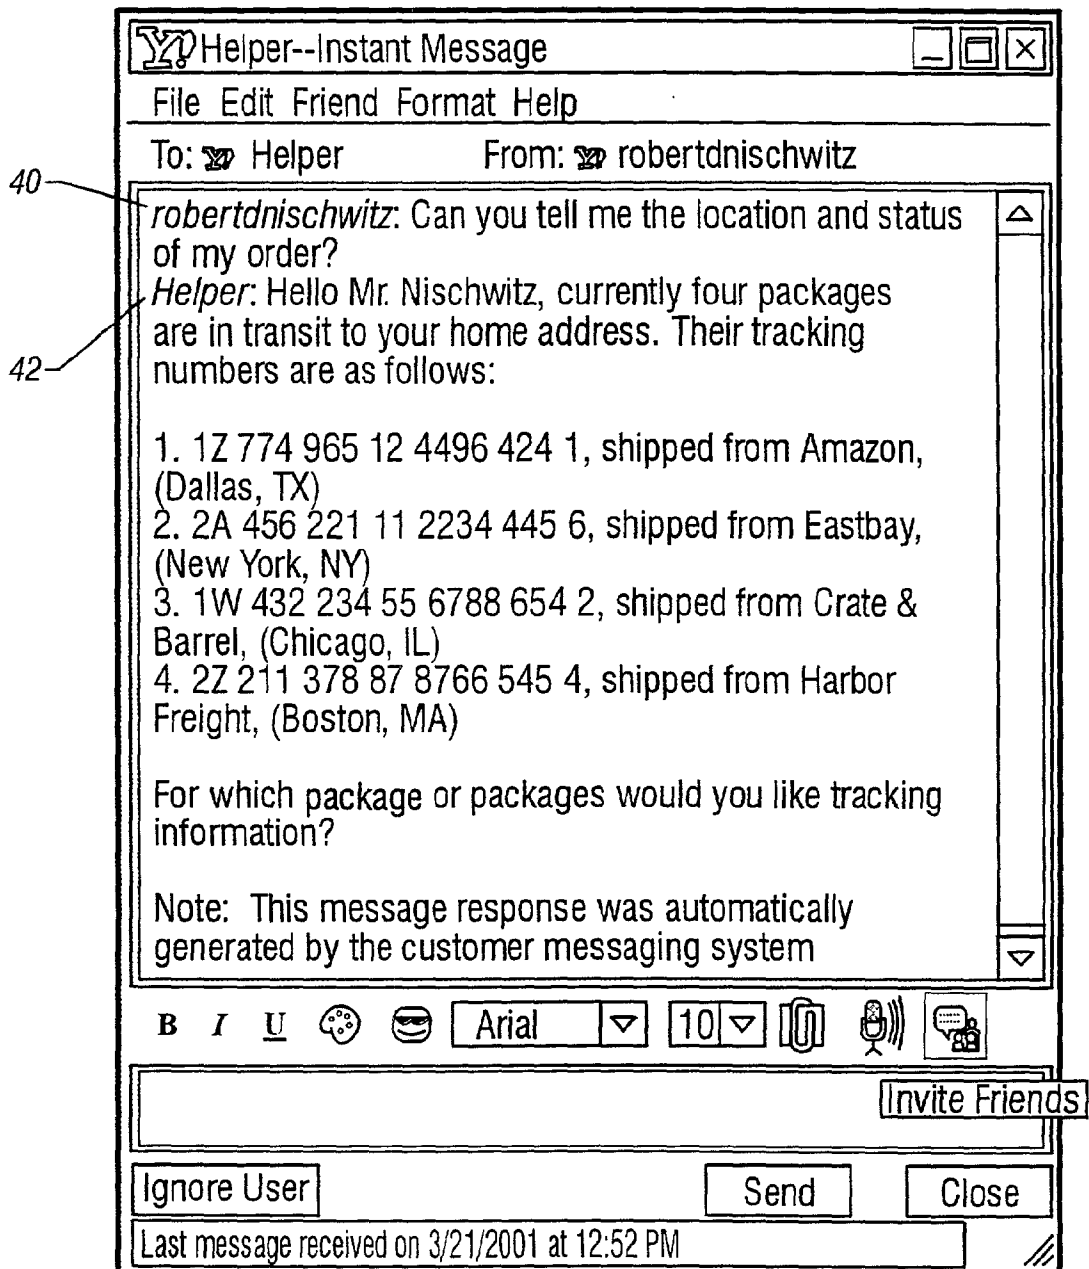 Y! Helper--Instant Message
File Edit Friend Format Help
To: Y! Helper From: Y! robertdnischwitz
40
robertdnischwitz: Can you tell me the location and status
of my order?
Helper: Hello Mr. Nischwitz, currently four packages
are in transit to your home address. Their tracking
42
numbers are as follows:
1. 1Z 774 965 12 4496 424 1, shipped from Amazon,
(Dallas, TX)
2. 2A 456 221 11 2234 445 6, shipped from Eastbay,
(New York, NY)
3. 1W 432 234 55 6788 654 2, shipped from Crate &
Barrel, (Chicago, IL)
4. 2Z 211 378 87 8766 545 4, shipped from Harbor
Freight, (Boston, MA)
For which package or packages would you like tracking
information?
Note: This message response was automatically
generated by the customer messaging system
B I U Arial 10
Invite Friends
Ignore User Send Close
Last message received on 3/21/2001 at 12:52 PM